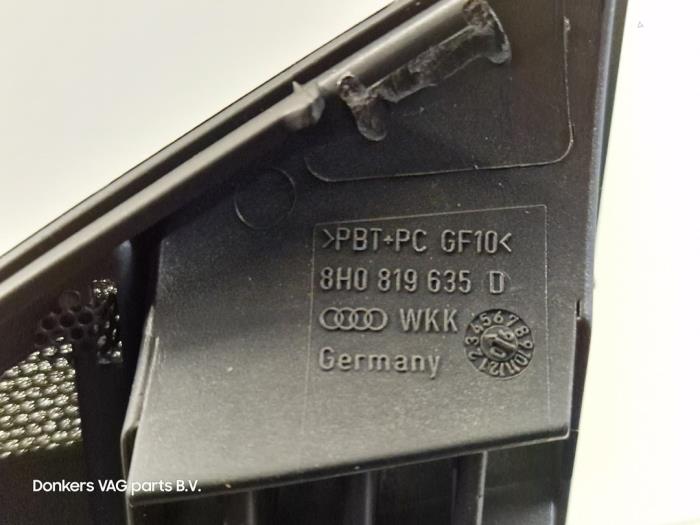 >PBT+PC GF10<
8H0 819 635 D
WKK
Germany
Donkers VAG parts B.V.